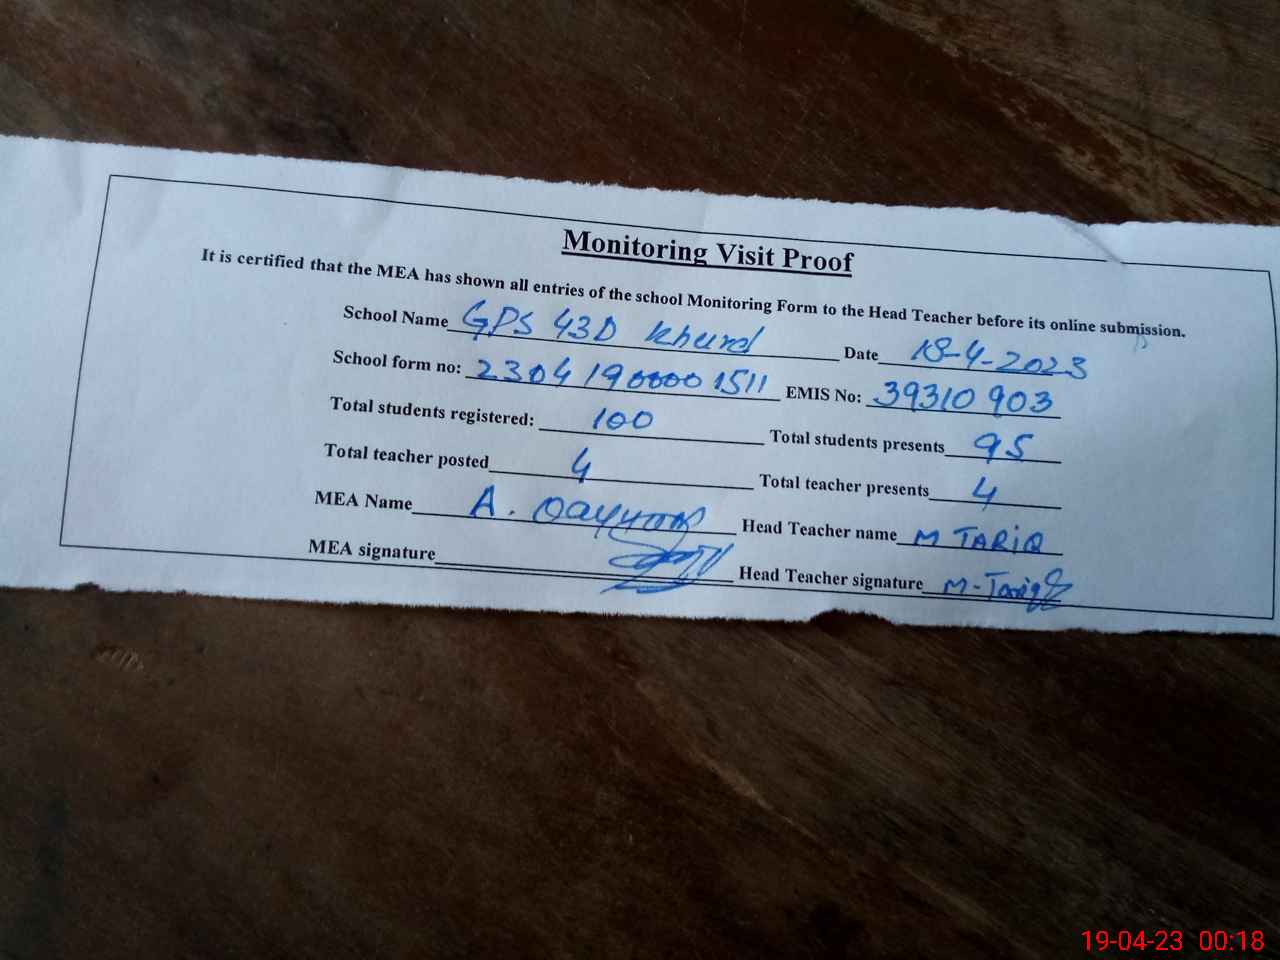 Monitoring Visit Proof
It is certified that the MEA has shown all entries of the school Monitoring Form to the Head Teacher before its online submission.
School Name GPS 43D Khurd Date 18-4-2023
School form no: 2304190000 1511 EMIS No: 39310 903
Total students registered: 100 Total students presents 95
Total teacher posted 4 Total teacher presents 4
MEA Name A. Qayyum Head Teacher name M TARiQ
MEA signature Head Teacher signature M-Tariq
19-04-23 00:18